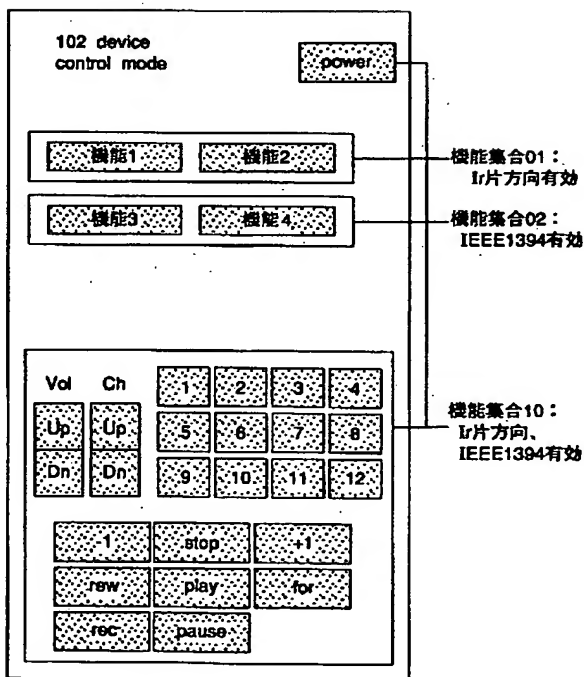 102 device
control mode
power
機能1 機能2
機能集合01:
Ir片方向有効
機能3 機能4
機能集合02:
IEEE1394有効
Vol Ch
Up Up
Dn Dn
1 2 3 4
5 6 7 8
9 10 11 12
機能集合10:
Ir片方向、
IEEE1394有効
1 stop +1
rew play for
rec pause